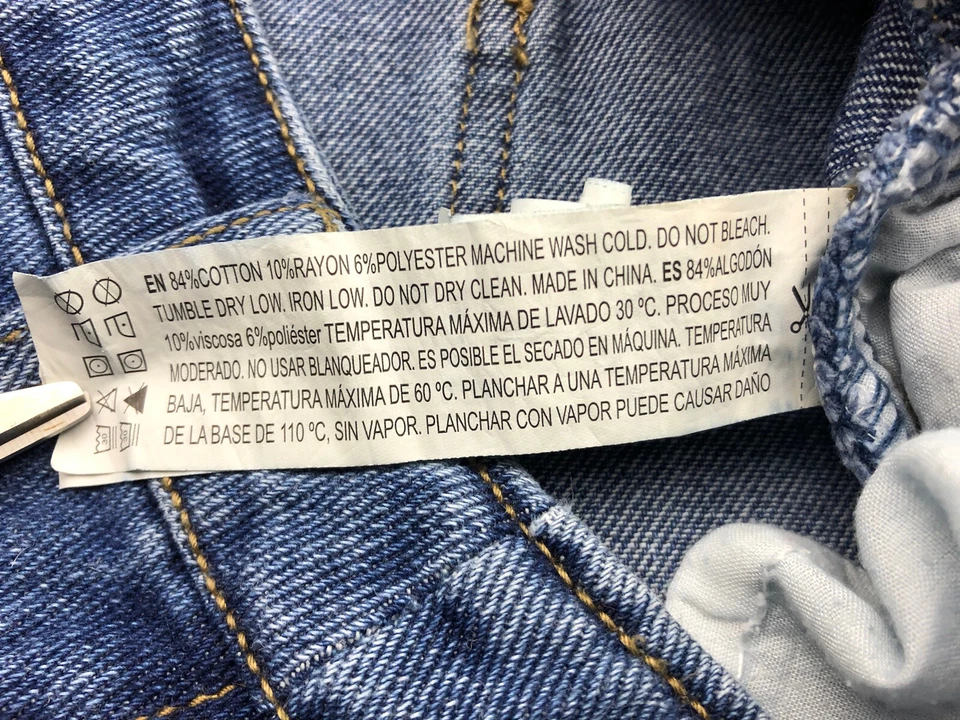 EN 84%COTTON 10%RAYON 6%POLYESTER MACHINE WASH COLD. DO NOT BLEACH.
TUMBLE DRY LOW. IRON LOW. DO NOT DRY CLEAN. MADE IN CHINA. ES 84%ALGODÓN
10%viscosa 6%poliéster TEMPERATURA MÁXIMA DE LAVADO 30 ºC. PROCESO MUY
MODERADO. NO USAR BLANQUEADOR. ES POSIBLE EL SECADO EN MÁQUINA. TEMPERATURA
BAJA, TEMPERATURA MÁXIMA DE 60 ºC. PLANCHAR A UNA TEMPERATURA MÁXIMA
DE LA BASE DE 110 ºC, SIN VAPOR. PLANCHAR CON VAPOR PUEDE CAUSAR DAÑO